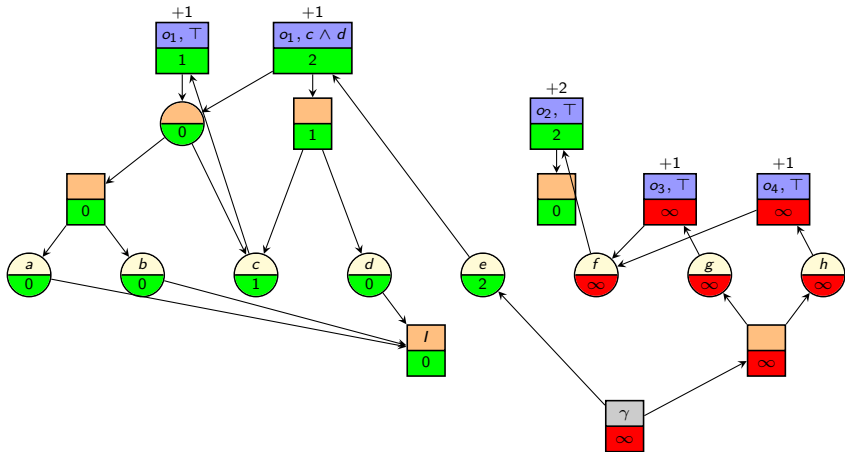 +1 +1
o₁, ⊤ o₁, c ∧ d
1 2
+2
o₂, ⊤
0 1 2
+1 +1
o₃, ⊤ o₄, ⊤
0 0 ∞ ∞
a b c d e f g h
0 0 1 0 2 ∞ ∞ ∞
I
0 ∞
γ
∞